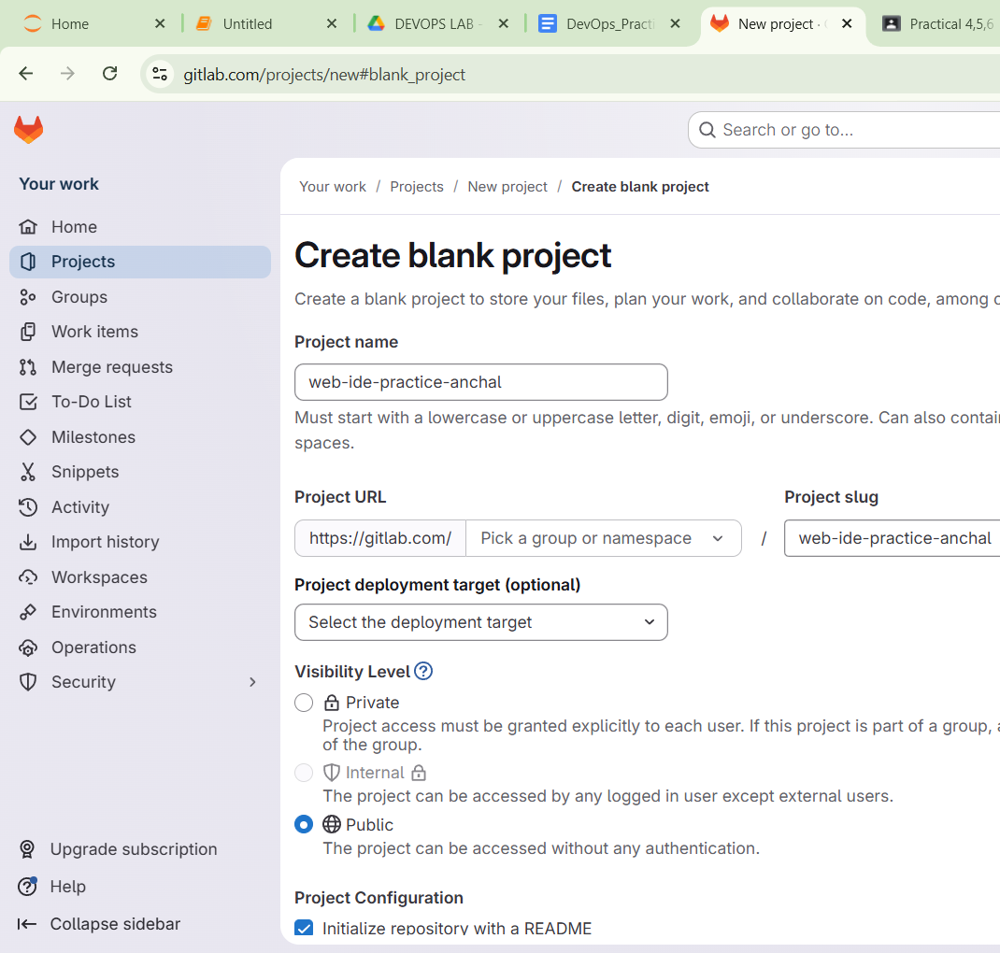 Home
Untitled
DEVOPS LAB -
DevOps_Practi
New project ·
Practical 4,5,6
gitlab.com/projects/new#blank_project
Search or go to...
Your work
Home
Projects
Groups
Work items
Merge requests
To-Do List
Milestones
Snippets
Activity
Import history
Workspaces
Environments
Operations
Security
Upgrade subscription
Help
Collapse sidebar
Your work / Projects / New project / Create blank project
Create blank project
Create a blank project to store your files, plan your work, and collaborate on code, among
Project name
web-ide-practice-anchal
Must start with a lowercase or uppercase letter, digit, emoji, or underscore. Can also contai
spaces.
Project URL
https://gitlab.com/ Pick a group or namespace /
Project slug
web-ide-practice-anchal
Project deployment target (optional)
Select the deployment target
Visibility Level
Private
Project access must be granted explicitly to each user. If this project is part of a group,
of the group.
Internal
The project can be accessed by any logged in user except external users.
Public
The project can be accessed without any authentication.
Project Configuration
Initialize repository with a README